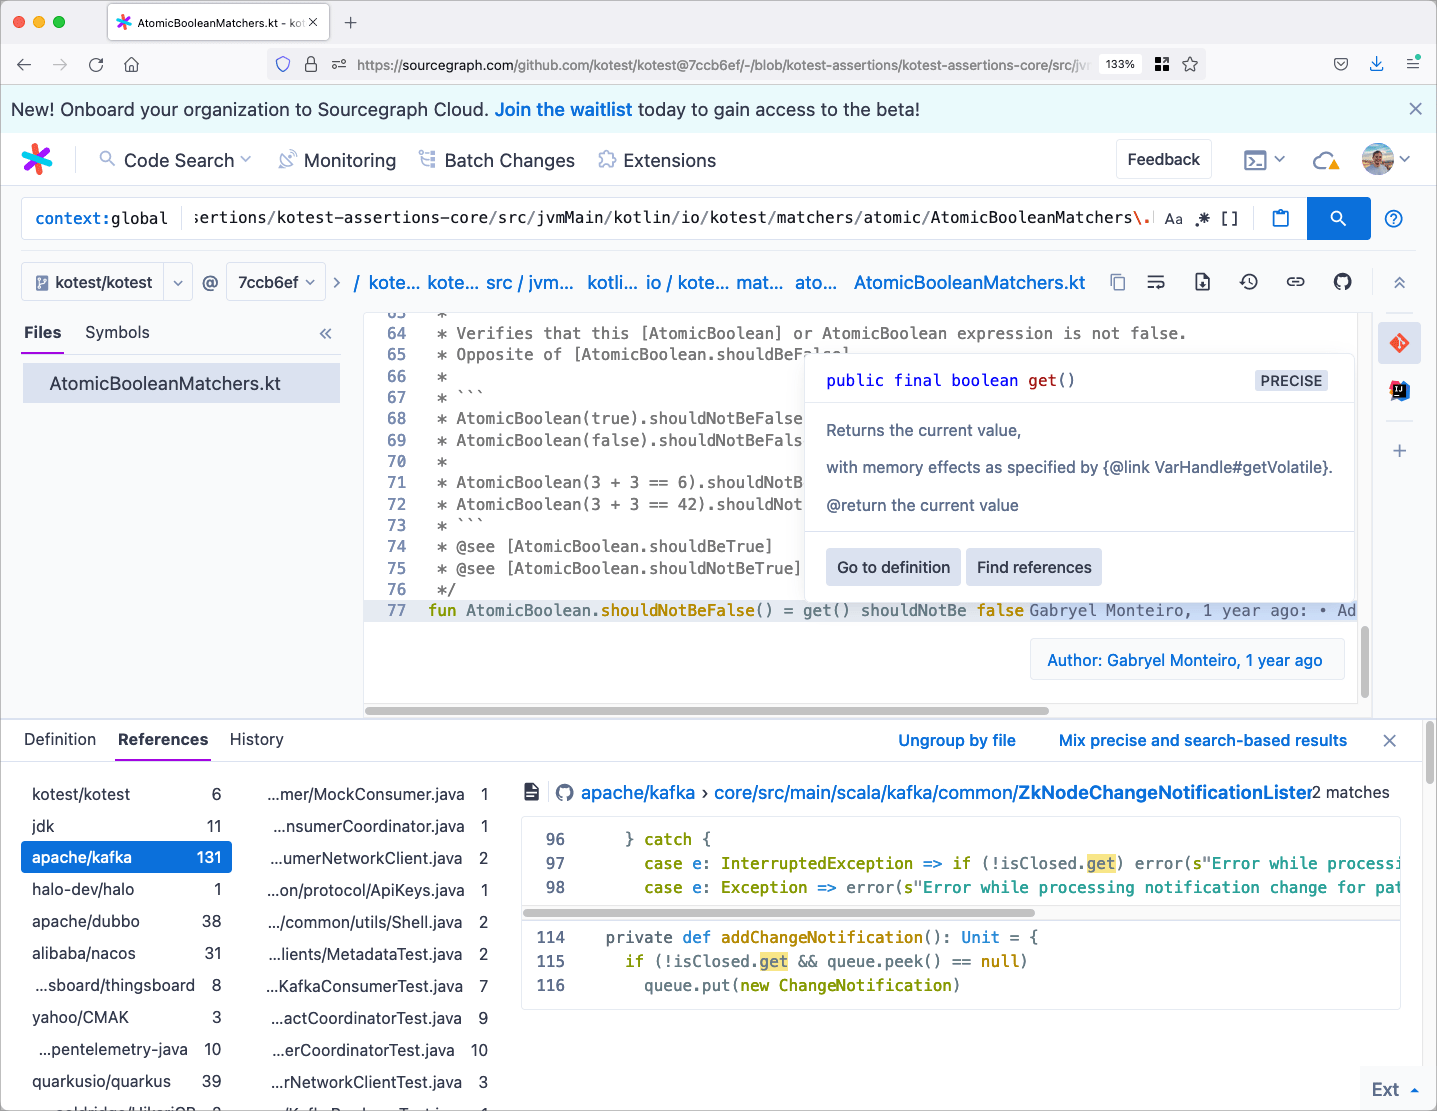 AtomicBooleanMatchers.kt - kot
https://sourcegraph.com/github.com/kotest/kotest@7ccb6ef/-/blob/kotest-assertions/kotest-assertions-core/src/jvm
133%
New! Onboard your organization to Sourcegraph Cloud. Join the waitlist today to gain access to the beta!
Code Search Monitoring Batch Changes Extensions Feedback
context:global sertions/kotest-assertions-core/src/jvmMain/kotlin/io/kotest/matchers/atomic/AtomicBooleanMatchers\. Aa .* []
kotest/kotest @ 7ccb6ef > / kote... kote... src / jvm... kotli... io / kote... mat... ato... AtomicBooleanMatchers.kt
Files Symbols
AtomicBooleanMatchers.kt
63 *
64 * Verifies that this [AtomicBoolean] or AtomicBoolean expression is not false.
65 * Opposite of [AtomicBoolean.shouldBeFalse]
66 *
67 * ```
68 * AtomicBoolean(true).shouldNotBeFalse
69 * AtomicBoolean(false).shouldNotBeFals
70 *
71 * AtomicBoolean(3 + 3 == 6).shouldNotB
72 * AtomicBoolean(3 + 3 == 42).shouldNot
73 * ```
74 * @see [AtomicBoolean.shouldBeTrue]
75 * @see [AtomicBoolean.shouldNotBeTrue]
76 */
77 fun AtomicBoolean.shouldNotBeFalse() = get() shouldNotBe false Gabryel Monteiro, 1 year ago: • Ad
public final boolean get() PRECISE
Returns the current value,
with memory effects as specified by {@link VarHandle#getVolatile}.
@return the current value
Go to definition Find references
Author: Gabryel Monteiro, 1 year ago
Definition References History Ungroup by file Mix precise and search-based results
kotest/kotest 6
jdk 11
apache/kafka 131
halo-dev/halo 1
apache/dubbo 38
alibaba/nacos 31
...sboard/thingsboard 8
yahoo/CMAK 3
...pentelemetry-java 10
quarkusio/quarkus 39
...mer/MockConsumer.java 1
...nsumerCoordinator.java 1
...umerNetworkClient.java 2
...on/protocol/ApiKeys.java 1
.../common/utils/Shell.java 2
...lients/MetadataTest.java 2
...KafkaConsumerTest.java 7
...actCoordinatorTest.java 9
...erCoordinatorTest.java 10
...rNetworkClientTest.java 3
apache/kafka › core/src/main/scala/kafka/common/ZkNodeChangeNotificationLister 2 matches
96 } catch {
97 case e: InterruptedException => if (!isClosed.get) error(s"Error while processi
98 case e: Exception => error(s"Error while processing notification change for pat
114 private def addChangeNotification(): Unit = {
115 if (!isClosed.get && queue.peek() == null)
116 queue.put(new ChangeNotification)
Ext